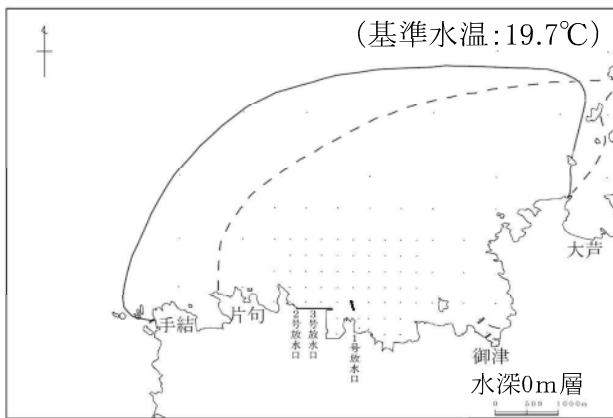 (基準水温:19.7℃)
大芦
手結
片句
2号放水口
3号放水口
1号放水口
御津
水深0m層
0 500 1000m